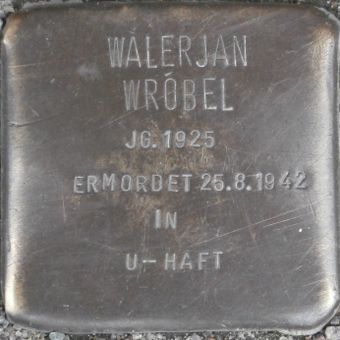 WALERJAN
WRÓBEL
JG. 1925
ERMORDET 25.8.1942
IN
U-HAFT